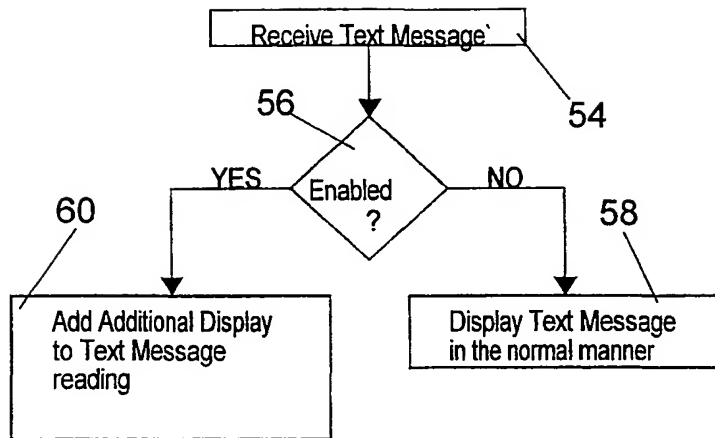 Receive Text Message`
54
56
YES
Enabled
?
NO
60
58
Add Additional Display
to Text Message
reading
Display Text Message
in the normal manner